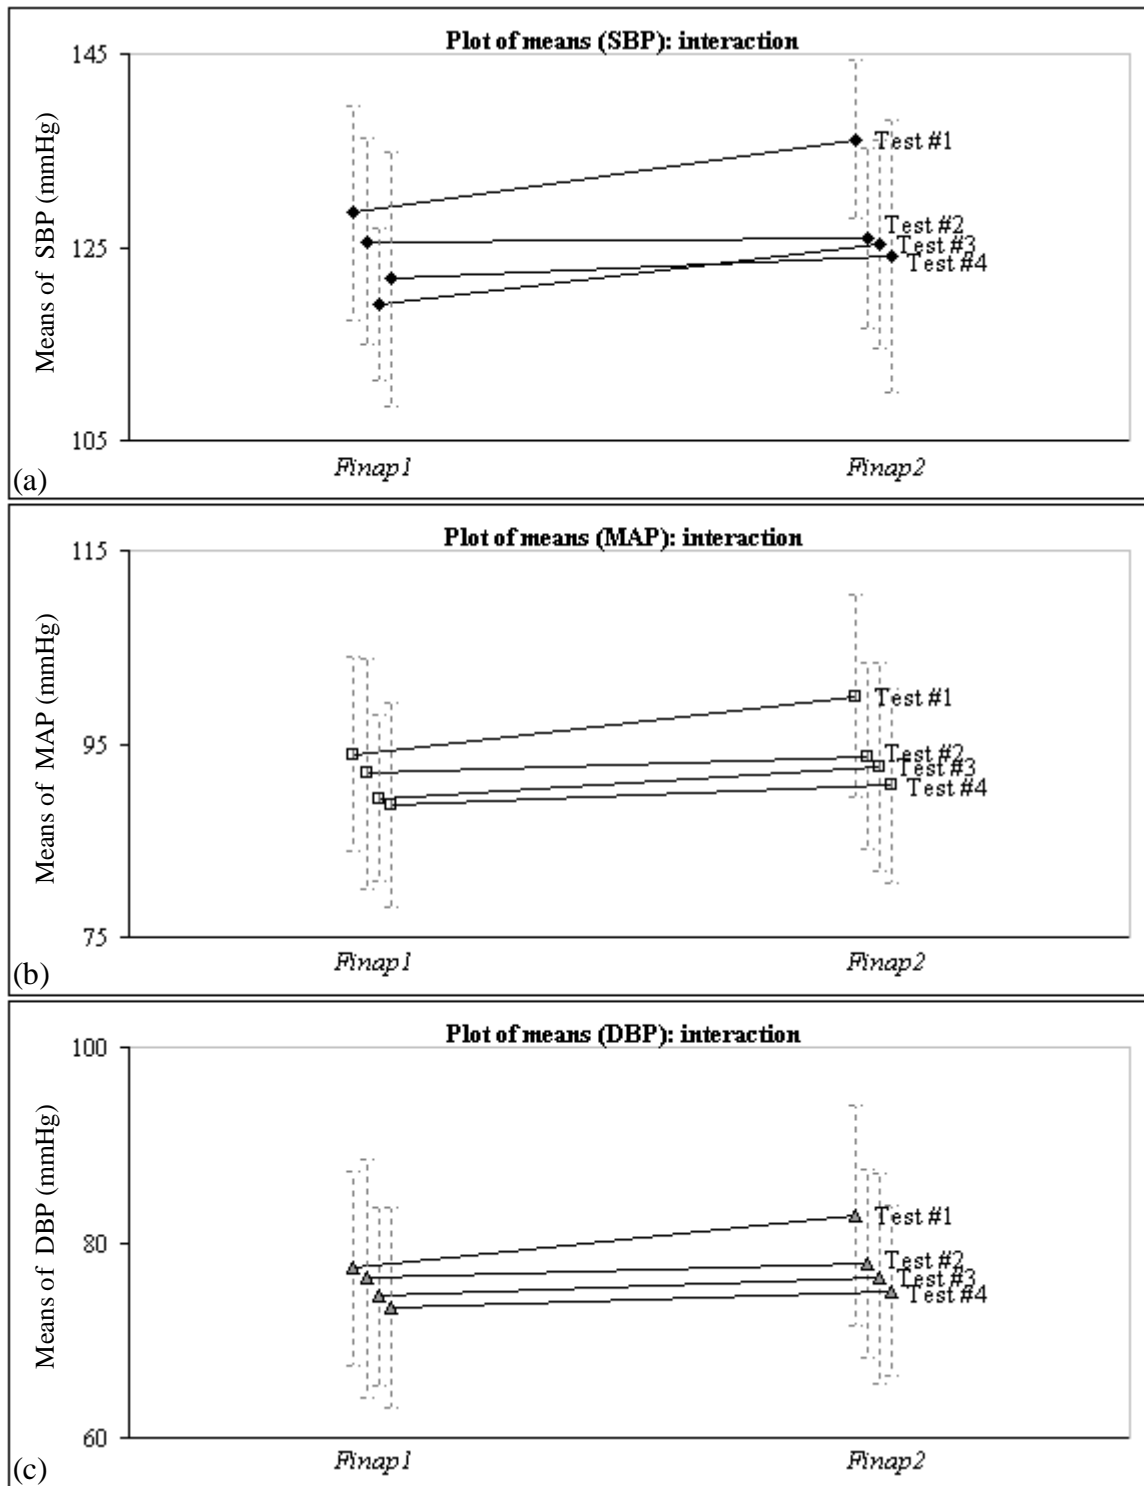 Plot of means (SBP): interaction
Means of SBP (mmHg)
145
125
105
Test #1
Test #2
Test #3
Test #4
Finap1
Finap2
(a)
Plot of means (MAP): interaction
Means of MAP (mmHg)
115
95
75
Test #1
Test #2
Test #3
Test #4
Finap1
Finap2
(b)
Plot of means (DBP): interaction
Means of DBP (mmHg)
100
80
60
Test #1
Test #2
Test #3
Test #4
Finap1
Finap2
(c)